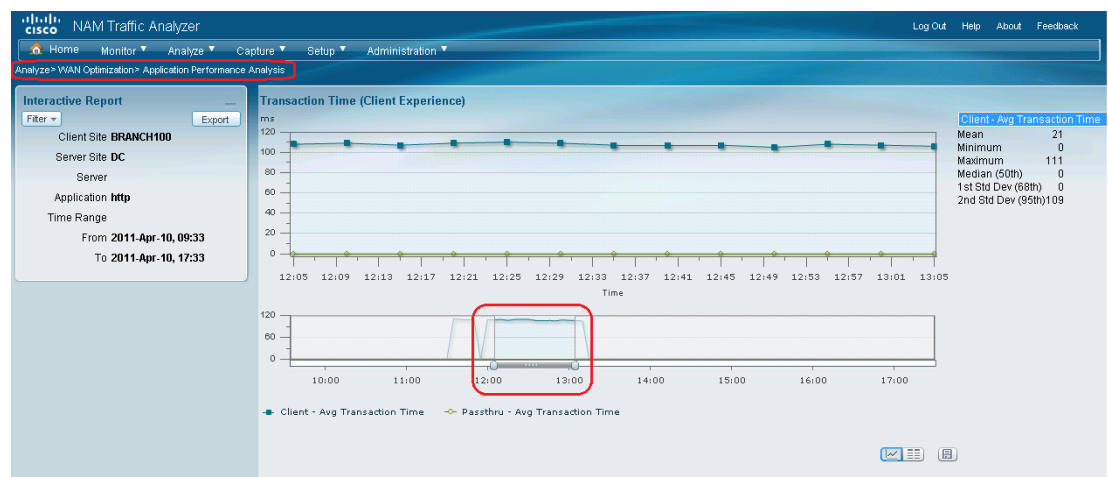 cisco NAM Traffic Analyzer
Log Out Help About Feedback
Home Monitor Analyze Capture Setup Administration
Analyze> WAN Optimization> Application Performance Analysis
Interactive Report
Filter
Export
Client Site BRANCH100
Server Site DC
Server
Application http
Time Range
From 2011-Apr-10, 09:33
To 2011-Apr-10, 17:33
Transaction Time (Client Experience)
ms
120
100
80
60
40
20
0
12:05 12:09 12:13 12:17 12:21 12:25 12:29 12:33 12:37 12:41 12:45 12:49 12:53 12:57 13:01 13:05
Time
Client - Avg Transaction Time
Mean 21
Minimum 0
Maximum 111
Median (50th) 0
1st Std Dev (68th) 0
2nd Std Dev (95th)109
120
60
0
10:00 11:00 12:00 13:00 14:00 15:00 16:00 17:00
Client - Avg Transaction Time Passthru - Avg Transaction Time